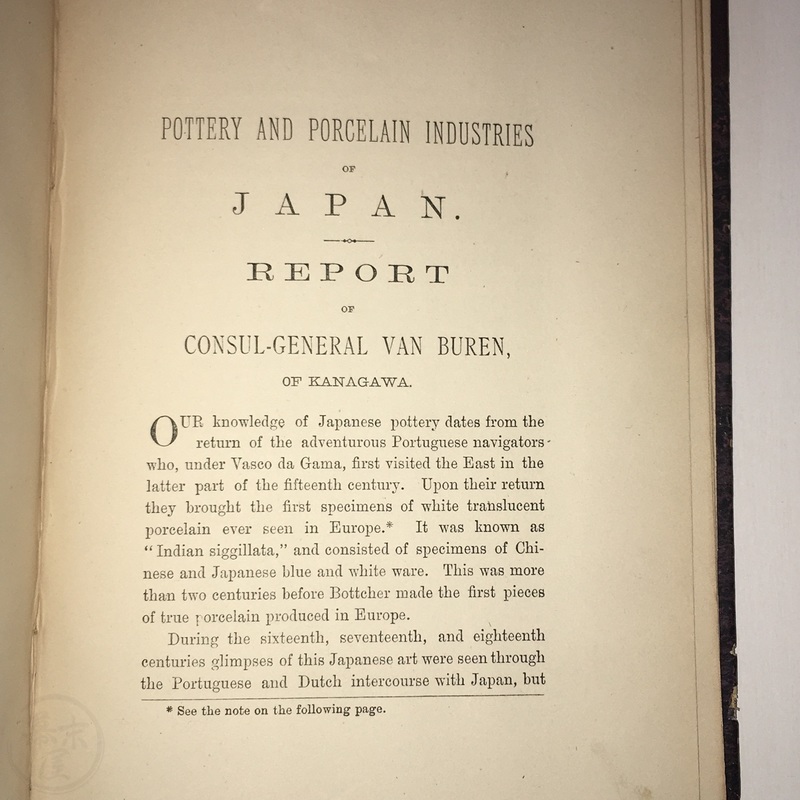 POTTERY AND PORCELAIN INDUSTRIES
OF
JAPAN.
REPORT
OF
CONSUL-GENERAL VAN BUREN,
OF KANAGAWA.
OUR knowledge of Japanese pottery dates from the
return of the adventurous Portuguese navigators
who, under Vasco da Gama, first visited the East in the
latter part of the fifteenth century. Upon their return
they brought the first specimens of white translucent
porcelain ever seen in Europe.* It was known as
“Indian siggillata,” and consisted of specimens of Chi-
nese and Japanese blue and white ware. This was more
than two centuries before Bottcher made the first pieces
of true porcelain produced in Europe.
During the sixteenth, seventeenth, and eighteenth
centuries glimpses of this Japanese art were seen through
the Portuguese and Dutch intercourse with Japan, but
* See the note on the following page.